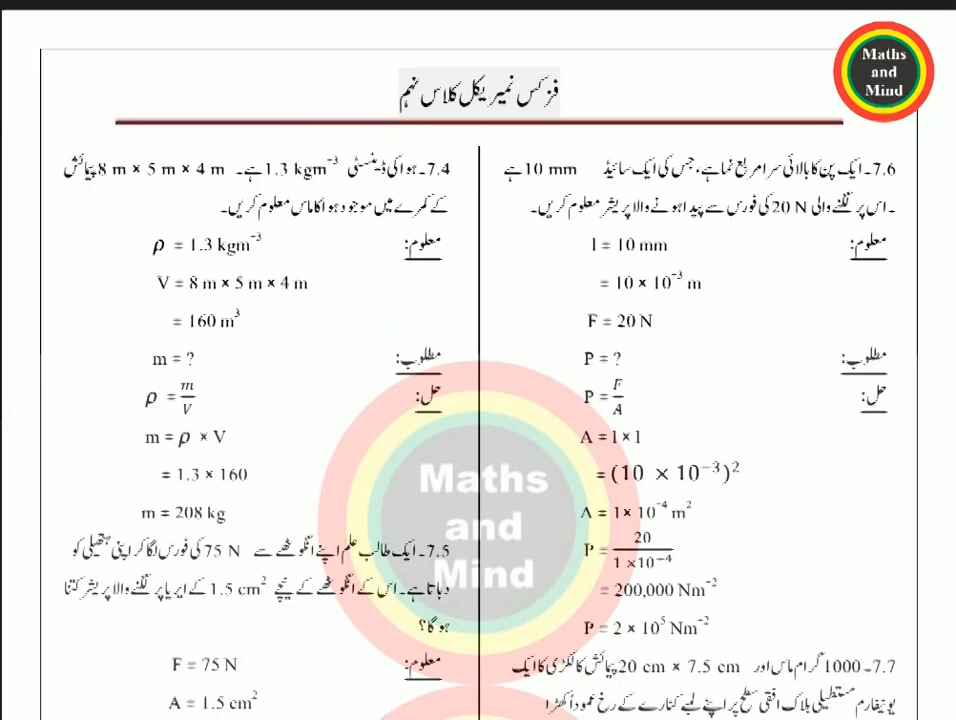 Maths
and
Mind
فزکس نمیریکل کلاس نہم
7.6۔ ایک پن کا بالائی سرا مربع نما ہے، جس کی ایک سائیڈ 10 mm ہے
۔ اس پر لگنے والی 20 N کی فورس سے پیدا ہونے والا پریشر معلوم کریں۔
معلوم:
l = 10 mm
= 10 × 10⁻³ m
F = 20 N
مطلوب:
P = ?
حل:
P = F/A
A = l × l
= (10 × 10⁻³)²
A = 1× 10⁻⁴ m²
P = 20/1×10⁻⁴
= 200,000 Nm⁻²
P = 2 × 10⁵ Nm⁻²
7.7۔ 1000 گرام ماس اور 20 cm × 7.5 cm پیمائش کا لکڑی کا ایک
یونیفارم مستطیلی بلاک افقی سطح پر اپنے لمبے کنارے کے رخ عموداً کھڑا
7.4۔ ہوا کی ڈینسٹی 1.3 kgm⁻³ ہے۔ 8 m × 5 m × 4 m پیمائش
کے کمرے میں موجود ہوا کا ماس معلوم کریں۔
معلوم:
ρ = 1.3 kgm⁻³
V = 8 m × 5 m × 4 m
= 160 m³
مطلوب:
m = ?
حل:
ρ = m/V
m = ρ × V
= 1.3 × 160
m = 208 kg
7.5۔ ایک طالب علم اپنے انگوٹھے سے 75 N کی فورس لگا کر اپنی ہتھیلی کو
دباتا ہے۔ اس کے انگوٹھے کے نیچے 1.5 cm² کے ایریا پر لگنے والا پریشر کتنا
ہو گا؟
معلوم:
F = 75 N
A = 1.5 cm²
Maths
and
Mind